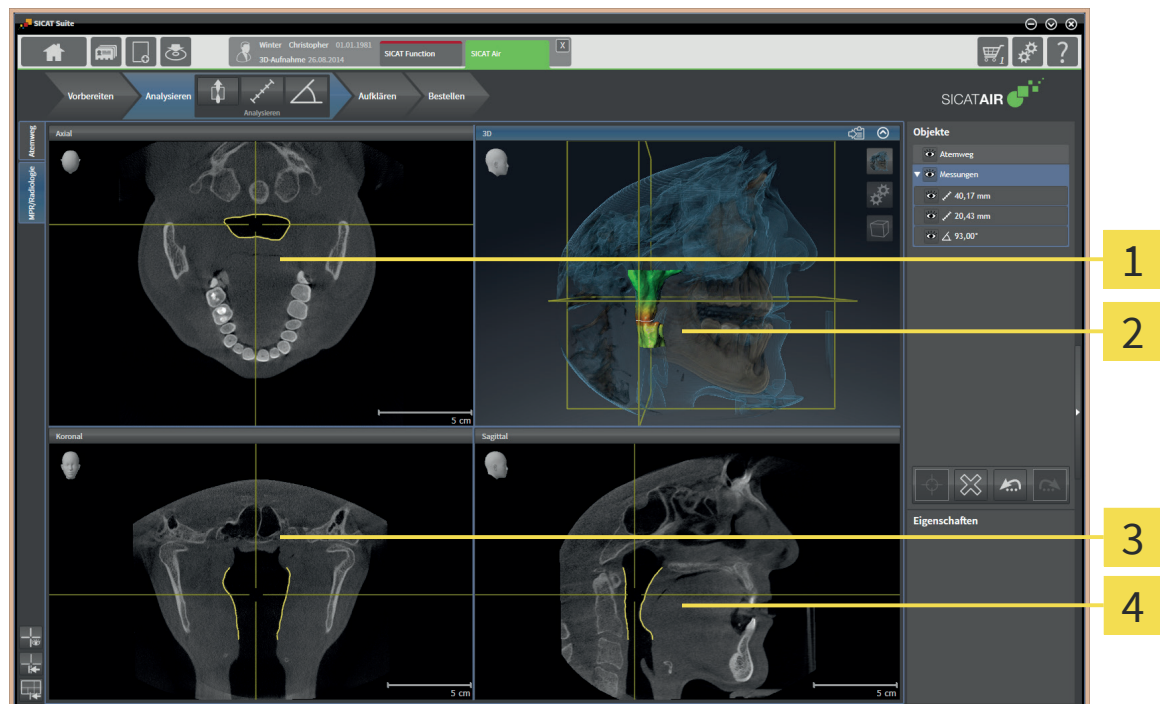 SICAT Suite
Winter Christopher 01.01.1981
3D-Aufnahme 26.08.2014
SICAT Function
SICAT Air
X
1
?
Vorbereiten
Analysieren
Analysieren
Aufklären
Bestellen
SICATAIR
Atemweg
MPR/Radiologie
Axial
5 cm
3D
Koronal
5 cm
Sagittal
5 cm
Objekte
Atemweg
Messungen
40,17 mm
20,43 mm
93,00°
Eigenschaften
1
2
3
4